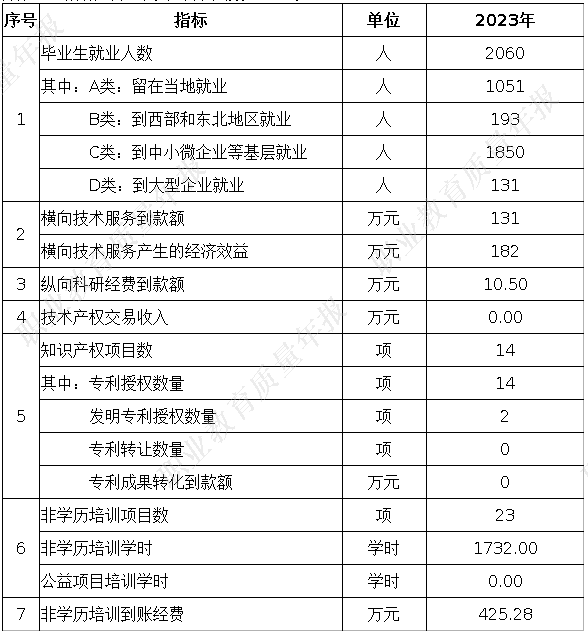 序号 指标 单位 2023年
毕业生就业人数 人 2060
其中：A类：留在当地就业 人 1051
1 B类：到西部和东北地区就业 人 193
C类：到中小微企业等基层就业 人 1850
D类：到大型企业就业 人 131
2 横向技术服务到款额 万元 131
横向技术服务产生的经济效益 万元 182
3 纵向科研经费到款额 万元 10.50
4 技术产权交易收入 万元 0.00
知识产权项目数 项 14
其中：专利授权数量 项 14
5 发明专利授权数量 项 2
专利转让数量 项 0
专利成果转化到款额 万元 0
非学历培训项目数 项 23
6 非学历培训学时 学时 1732.00
公益项目培训学时 学时 0.00
7 非学历培训到账经费 万元 425.28
职业教育质量年报